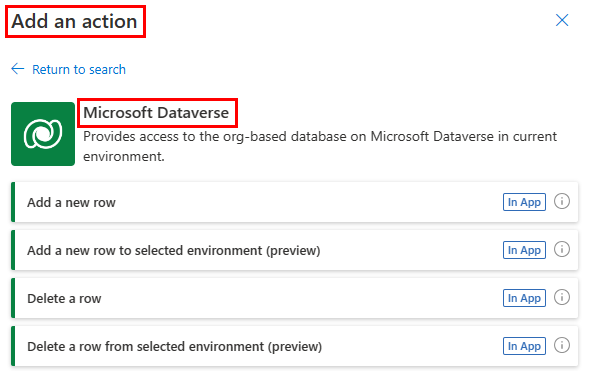 Add an action
Return to search
Microsoft Dataverse
Provides access to the org-based database on Microsoft Dataverse in current
environment.
Add a new row In App
Add a new row to selected environment (preview) In App
Delete a row In App
Delete a row from selected environment (preview) In App